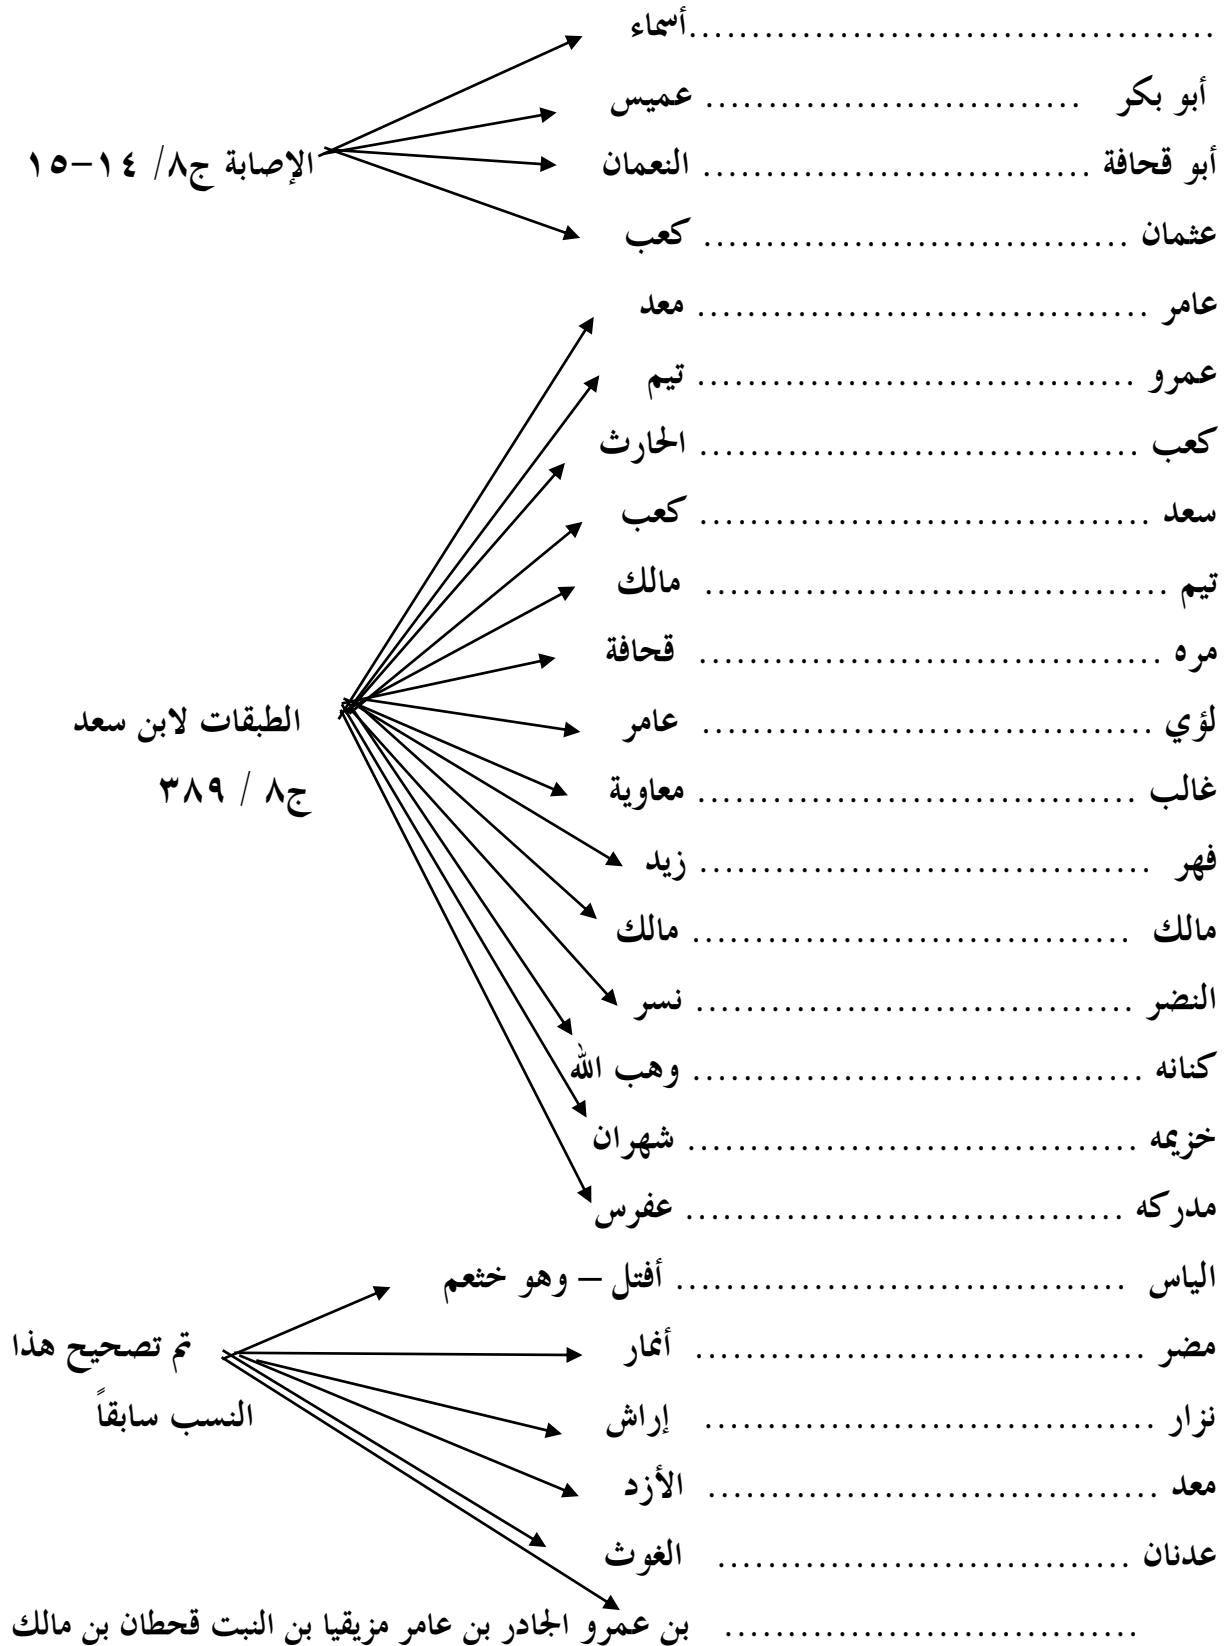 .........................................أسماء
أبو بكر ............................. عميس
أبو قحافة ............................. النعمان
الإصابة ج٨/ ١٤-١٥
عثمان .................................. كعب
عامر .................................... معد
عمرو ................................... تيم
كعب .................................. الحارث
سعد .................................... كعب
تيم ..................................... مالك
مره ..................................... قحافة
لؤي .................................... عامر
الطبقات لابن سعد
غالب ................................... معاوية
ج٨ / ٣٨٩
فهر .................................... زيد
مالك ................................... مالك
النضر ................................... نسر
كنانه .................................... وهب الله
خزيمه .................................... شهران
مدركه ................................... عفرس
الياس .................................... أفتل – وهو خثعم
مضر .................................... أنمار
تم تصحيح هذا
نزار .................................... إراش
النسب سابقاً
معد .................................... الأزد
عدنان ................................. الغوث
................................. بن عمرو الجادر بن عامر مزيقيا بن النبت قحطان بن مالك